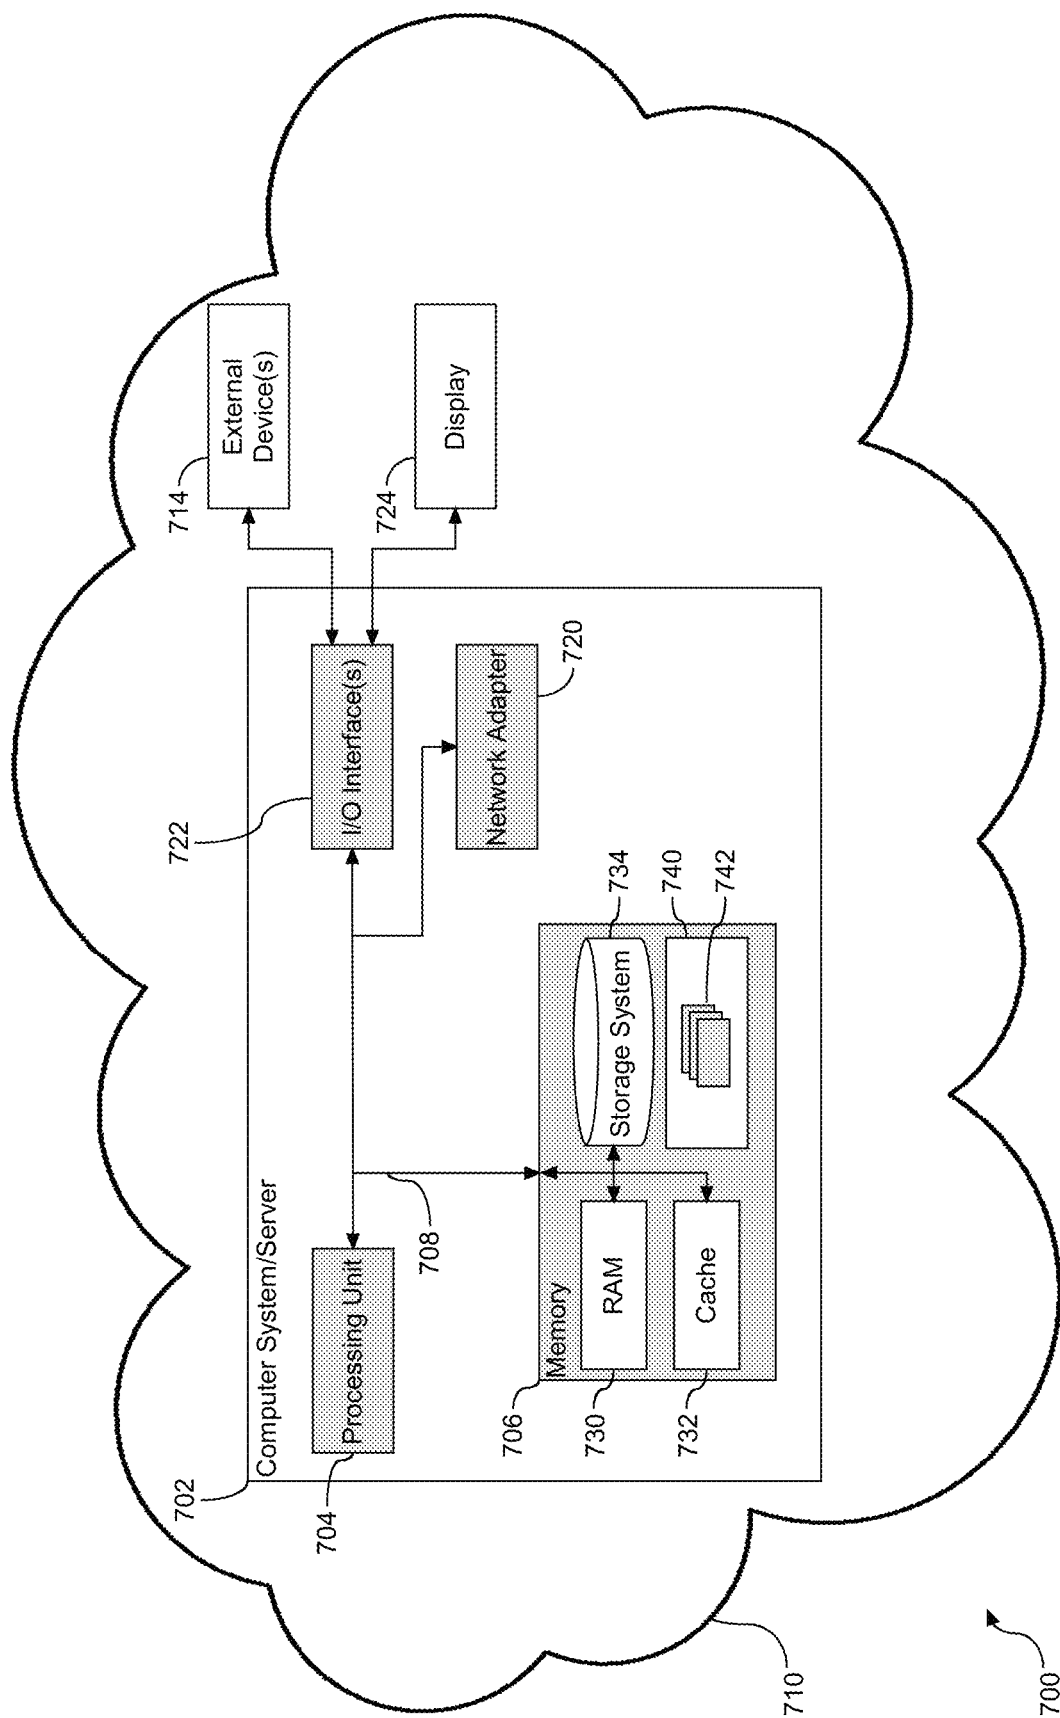 702
Computer System/Server
704
Processing Unit
722
I/O Interface(s)
714
External
Device(s)
724
Display
708
Network Adapter
720
706
Memory
730
RAM
Storage System
734
732
Cache
740
742
710
700